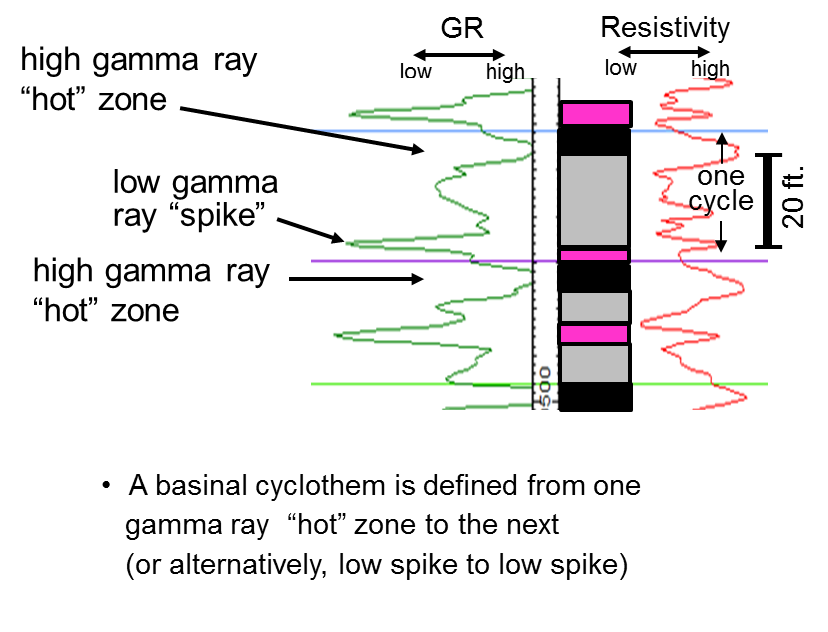 GR
Resistivity
low
high
low
high
high gamma ray
“hot” zone
low gamma
ray “spike”
one
cycle
20 ft.
high gamma ray
“hot” zone
500
• A basinal cyclothem is defined from one
gamma ray “hot” zone to the next
(or alternatively, low spike to low spike)